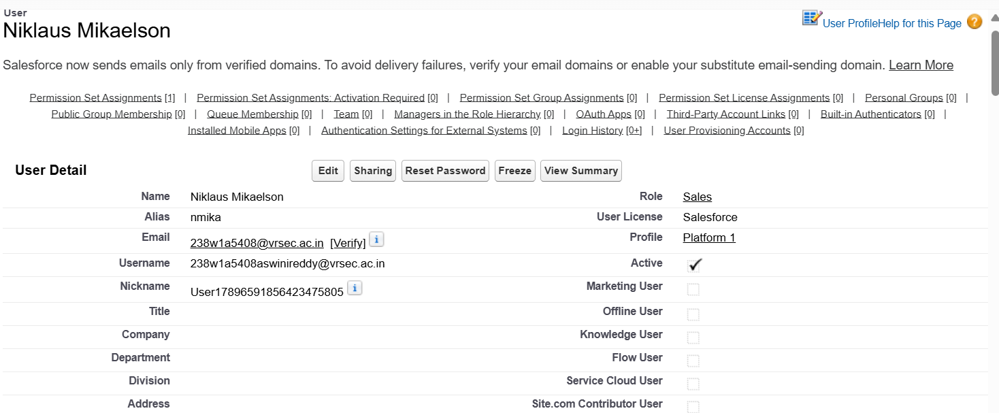 User
Niklaus Mikaelson
User ProfileHelp for this Page ?
Salesforce now sends emails only from verified domains. To avoid delivery failures, verify your email domains or enable your substitute email-sending domain. Learn More
Permission Set Assignments [1] | Permission Set Assignments: Activation Required [0] | Permission Set Group Assignments [0] | Permission Set License Assignments [0] | Personal Groups [0] |
Public Group Membership [0] | Queue Membership [0] | Team [0] | Managers in the Role Hierarchy [0] | OAuth Apps [0] | Third-Party Account Links [0] | Built-in Authenticators [0] |
Installed Mobile Apps [0] | Authentication Settings for External Systems [0] | Login History [0+] | User Provisioning Accounts [0]
User Detail Edit Sharing Reset Password Freeze View Summary
Name Niklaus Mikaelson Role Sales
Alias nmika User License Salesforce
Email 238w1a5408@vrsec.ac.in [Verify] i Profile Platform 1
Username 238w1a5408aswinireddy@vrsec.ac.in Active
Nickname User17896591856423475805 i Marketing User
Title Offline User
Company Knowledge User
Department Flow User
Division Service Cloud User
Address Site.com Contributor User